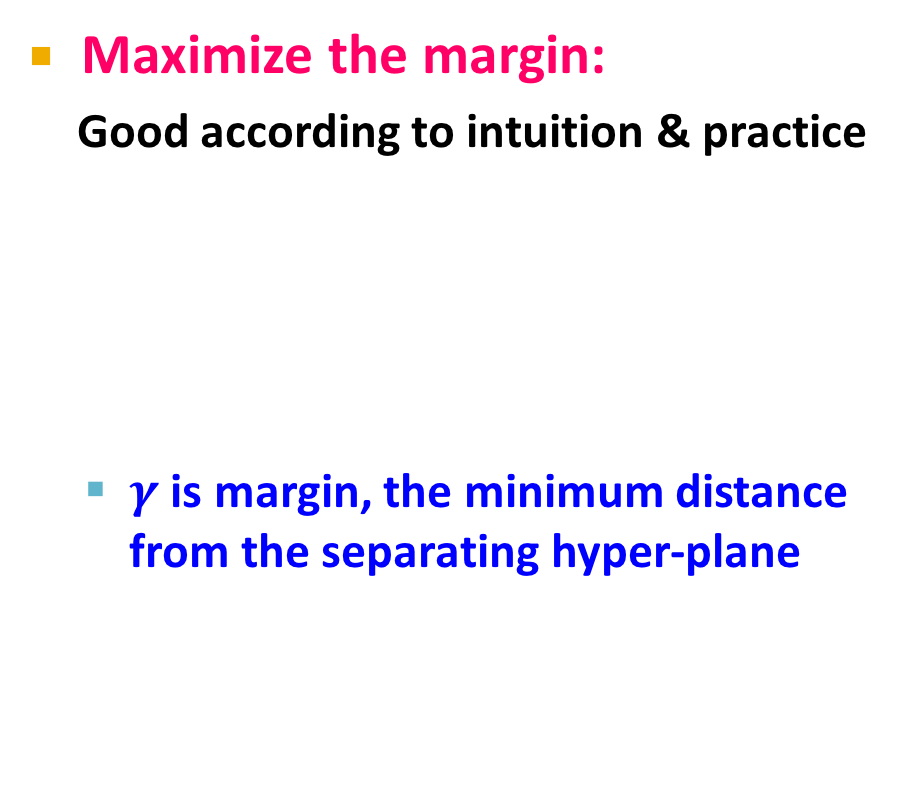 Maximize the margin:
Good according to intuition & practice
γ is margin, the minimum distance
from the separating hyper-plane